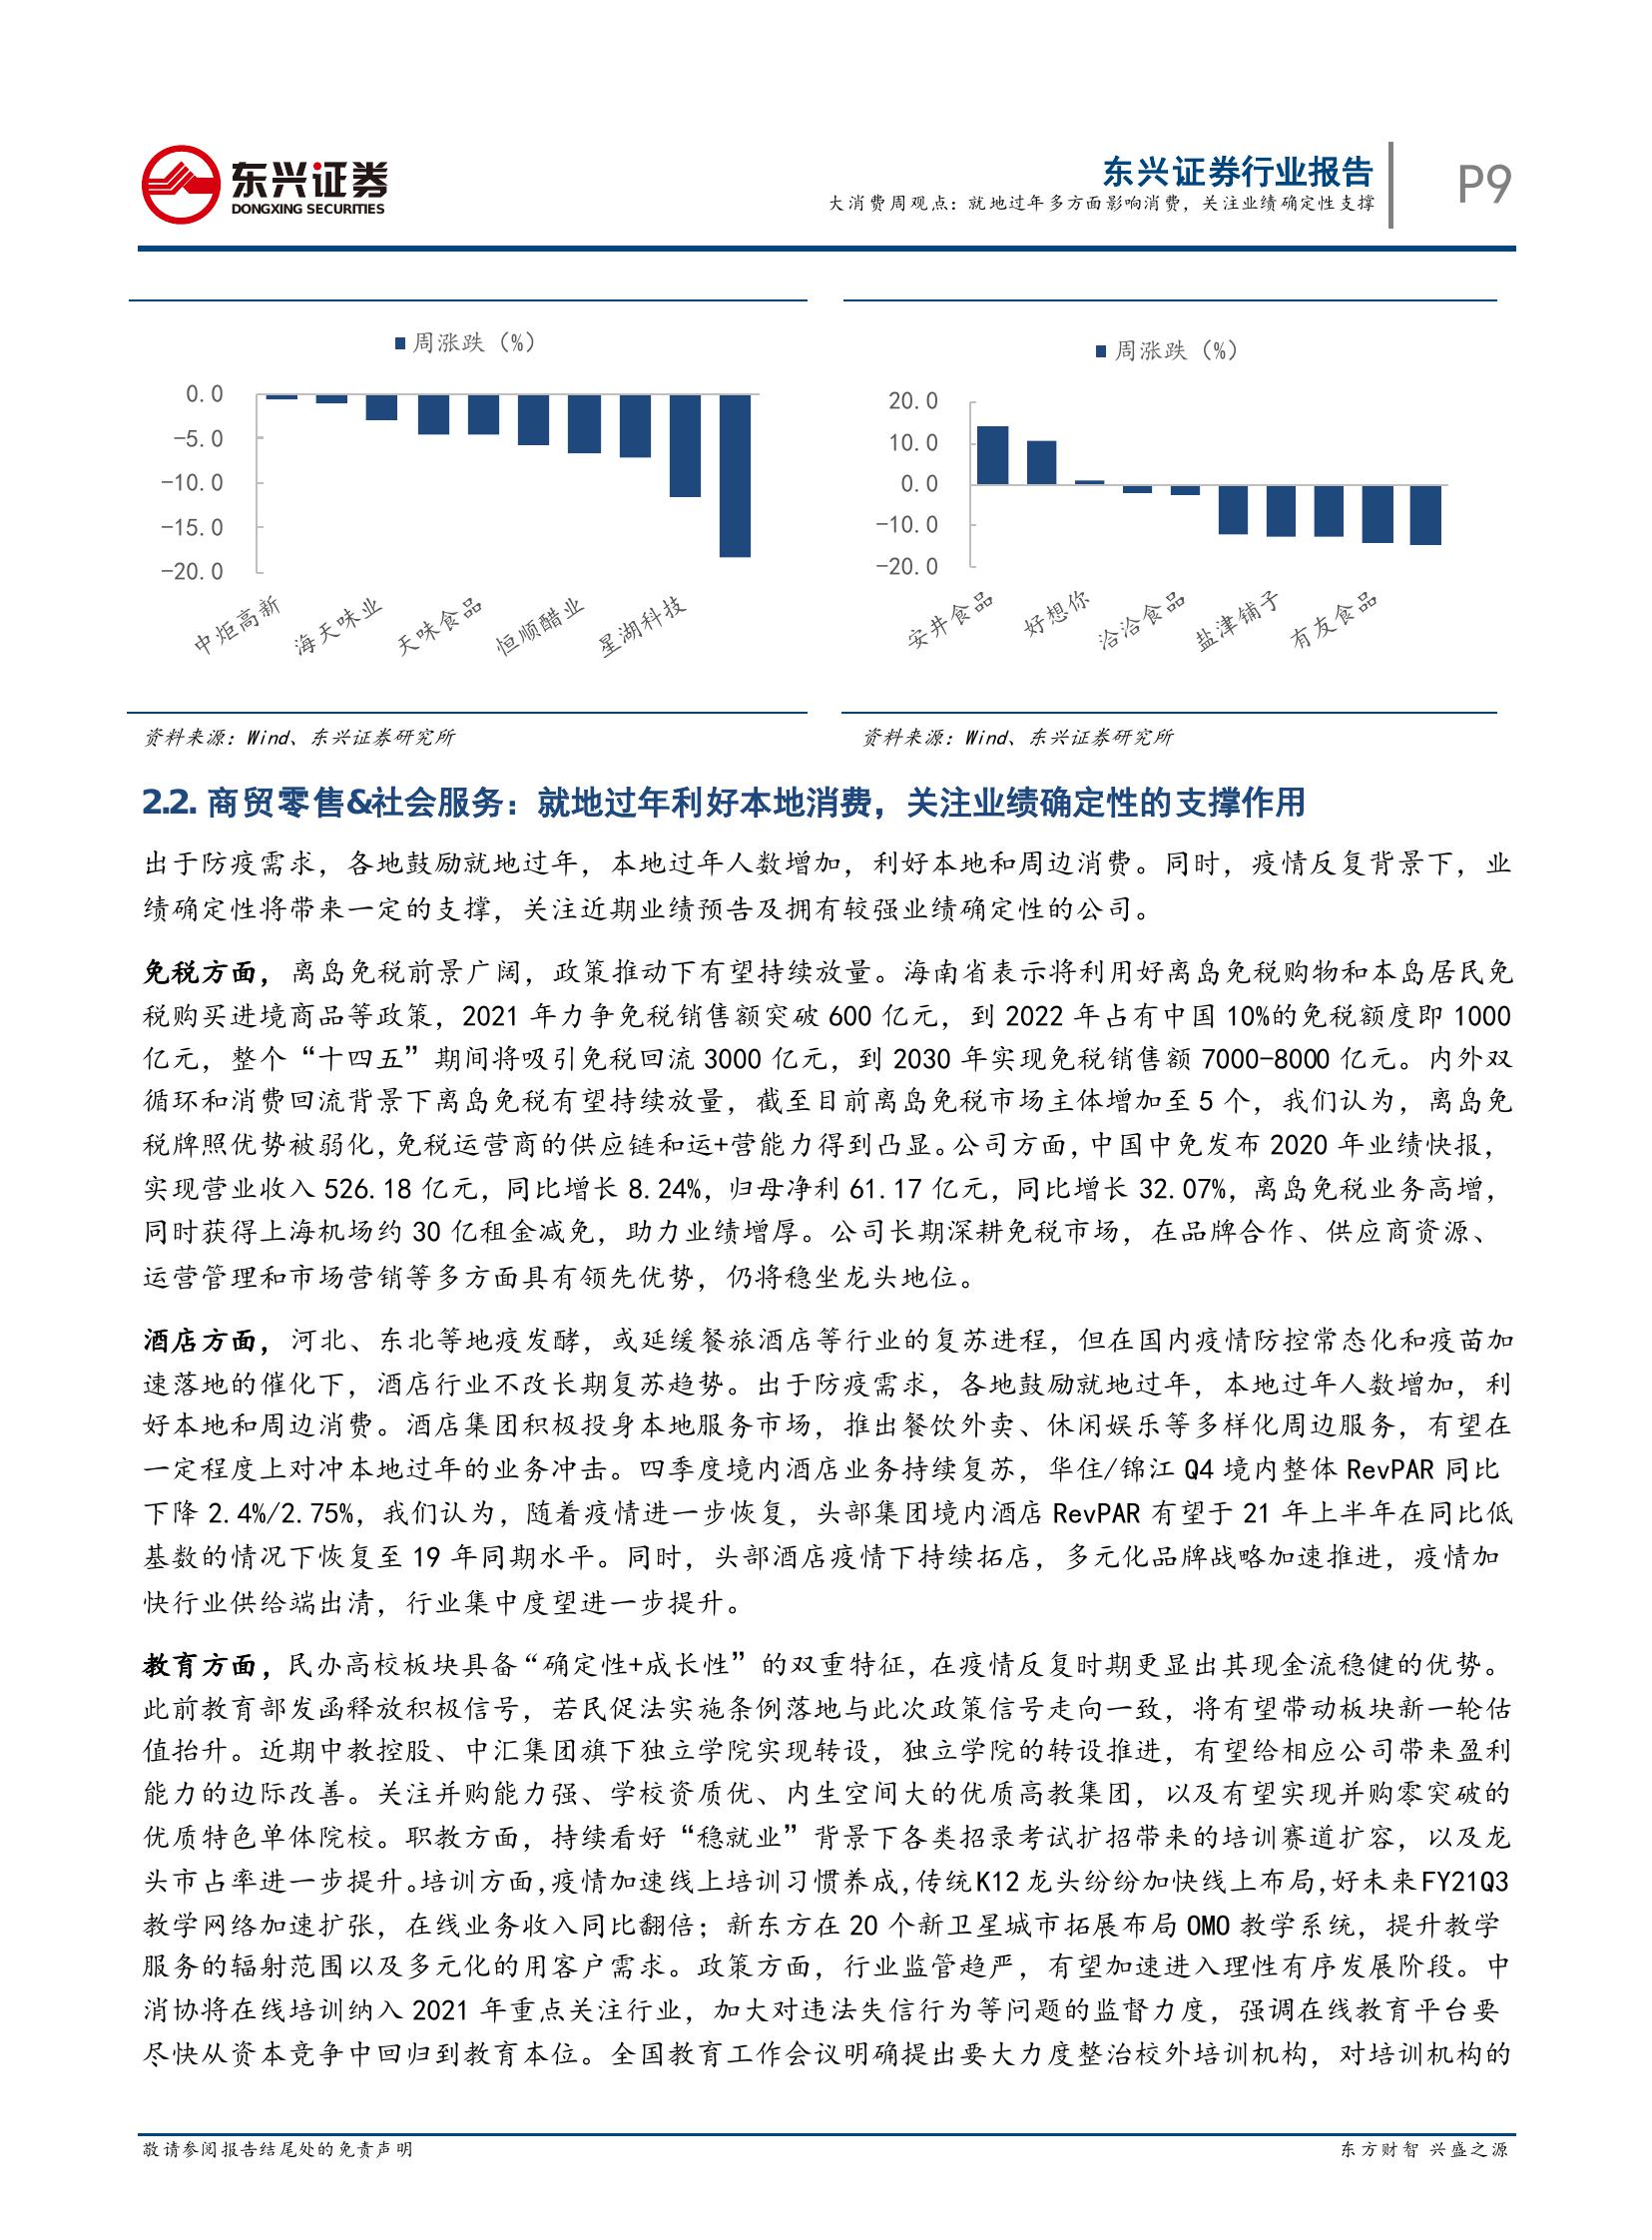 东兴证券
DONGXING SECURITIES
东兴证券行业报告
大消费周观点：就地过年多方面影响消费，关注业绩确定性支撑
P9
周涨跌（%）
0.0
-5.0
-10.0
-15.0
-20.0
中炬高新
海天味业
天味食品
恒顺醋业
星湖科技
周涨跌（%）
20.0
10.0
0.0
-10.0
-20.0
安井食品
好想你
洽洽食品
盐津铺子
有友食品
资料来源：Wind、东兴证券研究所
资料来源：Wind、东兴证券研究所
2.2. 商贸零售&社会服务：就地过年利好本地消费，关注业绩确定性的支撑作用
出于防疫需求，各地鼓励就地过年，本地过年人数增加，利好本地和周边消费。同时，疫情反复背景下，业
绩确定性将带来一定的支撑，关注近期业绩预告及拥有较强业绩确定性的公司。
免税方面，离岛免税前景广阔，政策推动下有望持续放量。海南省表示将利用好离岛免税购物和本岛居民免
税购买进境商品等政策，2021 年力争免税销售额突破 600 亿元，到 2022 年占有中国 10%的免税额度即 1000
亿元，整个“十四五”期间将吸引免税回流 3000 亿元，到 2030 年实现免税销售额 7000-8000 亿元。内外双
循环和消费回流背景下离岛免税有望持续放量，截至目前离岛免税市场主体增加至 5 个，我们认为，离岛免
税牌照优势被弱化，免税运营商的供应链和运+营能力得到凸显。公司方面，中国中免发布 2020 年业绩快报，
实现营业收入 526.18 亿元，同比增长 8.24%，归母净利 61.17 亿元，同比增长 32.07%，离岛免税业务高增，
同时获得上海机场约 30 亿租金减免，助力业绩增厚。公司长期深耕免税市场，在品牌合作、供应商资源、
运营管理和市场营销等多方面具有领先优势，仍将稳坐龙头地位。
酒店方面，河北、东北等地疫发酵，或延缓餐旅酒店等行业的复苏进程，但在国内疫情防控常态化和疫苗加
速落地的催化下，酒店行业不改长期复苏趋势。出于防疫需求，各地鼓励就地过年，本地过年人数增加，利
好本地和周边消费。酒店集团积极投身本地服务市场，推出餐饮外卖、休闲娱乐等多样化周边服务，有望在
一定程度上对冲本地过年的业务冲击。四季度境内酒店业务持续复苏，华住/锦江 Q4 境内整体 RevPAR 同比
下降 2.4%/2.75%，我们认为，随着疫情进一步恢复，头部集团境内酒店 RevPAR 有望于 21 年上半年在同比低
基数的情况下恢复至 19 年同期水平。同时，头部酒店疫情下持续拓店，多元化品牌战略加速推进，疫情加
快行业供给端出清，行业集中度望进一步提升。
教育方面，民办高校板块具备“确定性+成长性”的双重特征，在疫情反复时期更显出其现金流稳健的优势。
此前教育部发函释放积极信号，若民促法实施条例落地与此次政策信号走向一致，将有望带动板块新一轮估
值抬升。近期中教控股、中汇集团旗下独立学院实现转设，独立学院的转设推进，有望给相应公司带来盈利
能力的边际改善。关注并购能力强、学校资质优、内生空间大的优质高教集团，以及有望实现并购零突破的
优质特色单体院校。职教方面，持续看好“稳就业”背景下各类招录考试扩招带来的培训赛道扩容，以及龙
头市占率进一步提升。培训方面，疫情加速线上培训习惯养成，传统 K12 龙头纷纷加快线上布局，好未来 FY21Q3
教学网络加速扩张，在线业务收入同比翻倍；新东方在 20 个新卫星城市拓展布局 OMO 教学系统，提升教学
服务的辐射范围以及多元化的用客户需求。政策方面，行业监管趋严，有望加速进入理性有序发展阶段。中
消协将在线培训纳入 2021 年重点关注行业，加大对违法失信行为等问题的监督力度，强调在线教育平台要
尽快从资本竞争中回归到教育本位。全国教育工作会议明确提出要大力度整治校外培训机构，对培训机构的
敬请参阅报告结尾处的免责声明
东方财智 兴盛之源